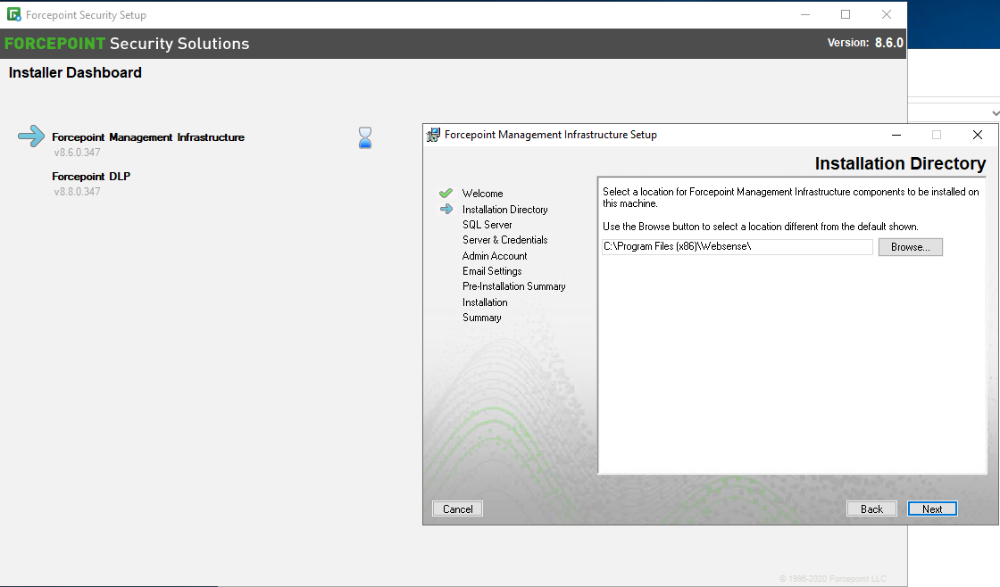 Forcepoint Security Setup
FORCEPOINT Security Solutions
Version: 8.6.0
Installer Dashboard
Forcepoint Management Infrastructure
v8.6.0.347
Forcepoint DLP
v8.8.0.347
Forcepoint Management Infrastructure Setup
Installation Directory
Welcome
Installation Directory
SQL Server
Server & Credentials
Admin Account
Email Settings
Pre-Installation Summary
Installation
Summary
Select a location for Forcepoint Management Infrastructure components to be installed on
this machine.
Use the Browse button to select a location different from the default shown.
C:\Program Files (x86)\Websense\
Browse...
Cancel
Back
Next
© 1996-2020 Forcepoint LLC